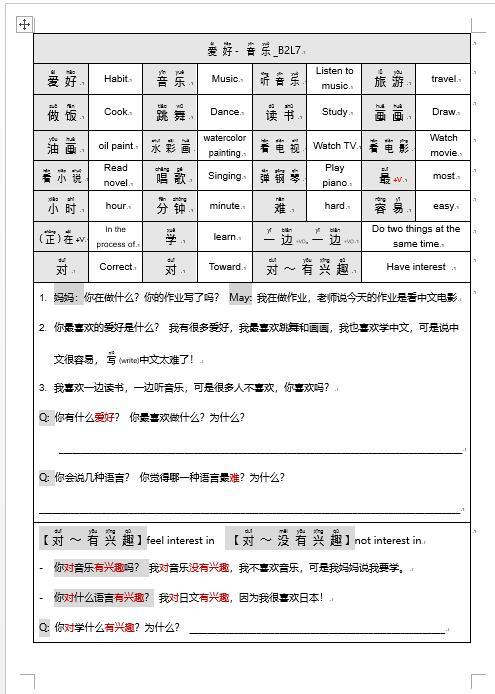 爱好- 音乐_B2L7
爱好 Habit. 音乐 Music. 听音乐 Listen to music. 旅游 travel.
做饭 Cook. 跳舞 Dance. 读书 Study. 画画 Draw.
油画 oil paint. 水彩画 watercolor painting. 看电视 Watch TV. 看电影 Watch movie.
看小说 Read novel. 唱歌 Singing. 弹钢琴 Play piano. 最+V. most.
小时 hour. 分钟 minute. 难 hard. 容易 easy.
(正)在+V. In the process of. 学 learn. 一边+VO。一边+VO Do two things at the same time.
对 Correct. 对 Toward. 对～有兴趣 Have interest
1. 妈妈：你在做什么？你的作业写了吗？ May: 我在做作业，老师说今天的作业是看中文电影
2. 你最喜欢的爱好是什么？ 我有很多爱好，我最喜欢跳舞和画画，我也喜欢学中文，可是说中
文很容易，写(write)中文太难了！
3. 我喜欢一边读书，一边听音乐，可是很多人不喜欢，你喜欢吗？
Q: 你有什么爱好？ 你最喜欢做什么？为什么？
Q: 你会说几种语言？ 你觉得哪一种语言最难？为什么？
【对～有兴趣】feel interest in 【对～没有兴趣】not interest in
- 你对音乐有兴趣吗？ 我对音乐没有兴趣，我不喜欢音乐，可是我妈妈说我要学。
- 你对什么语言有兴趣？ 我对日文有兴趣，因为我很喜欢日本！
Q: 你对学什么有兴趣？为什么？